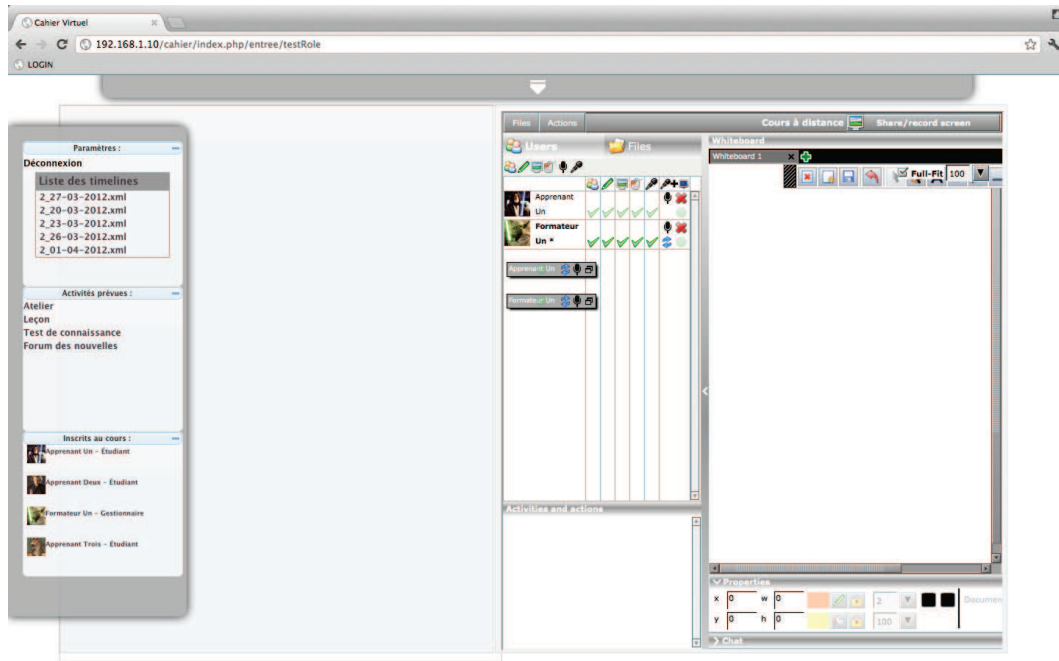 Cahier Virtuel
192.168.1.10/cahier/index.php/entree/testRole
LOGIN
Paramètres :
Déconnexion
Liste des timelines
2_27-03-2012.xml
2_20-03-2012.xml
2_23-03-2012.xml
2_26-03-2012.xml
2_01-04-2012.xml
Activités prévues :
Atelier
Leçon
Test de connaissance
Forum des nouvelles
Inscrits au cours :
Apprenant Un - Étudiant
Apprenant Deux - Étudiant
Formateur Un - Gestionnaire
Apprenant Trois - Étudiant
Files Actions Cours à distance Share/record screen
Users Files
Apprenant
Un
Formateur
Un *
Apprenant Un
Formateur Un
Activities and actions
Whiteboard
Whiteboard 1
Full-Fit 100
Properties
x 0 w 0 2 Documen
y 0 h 0 100
Chat